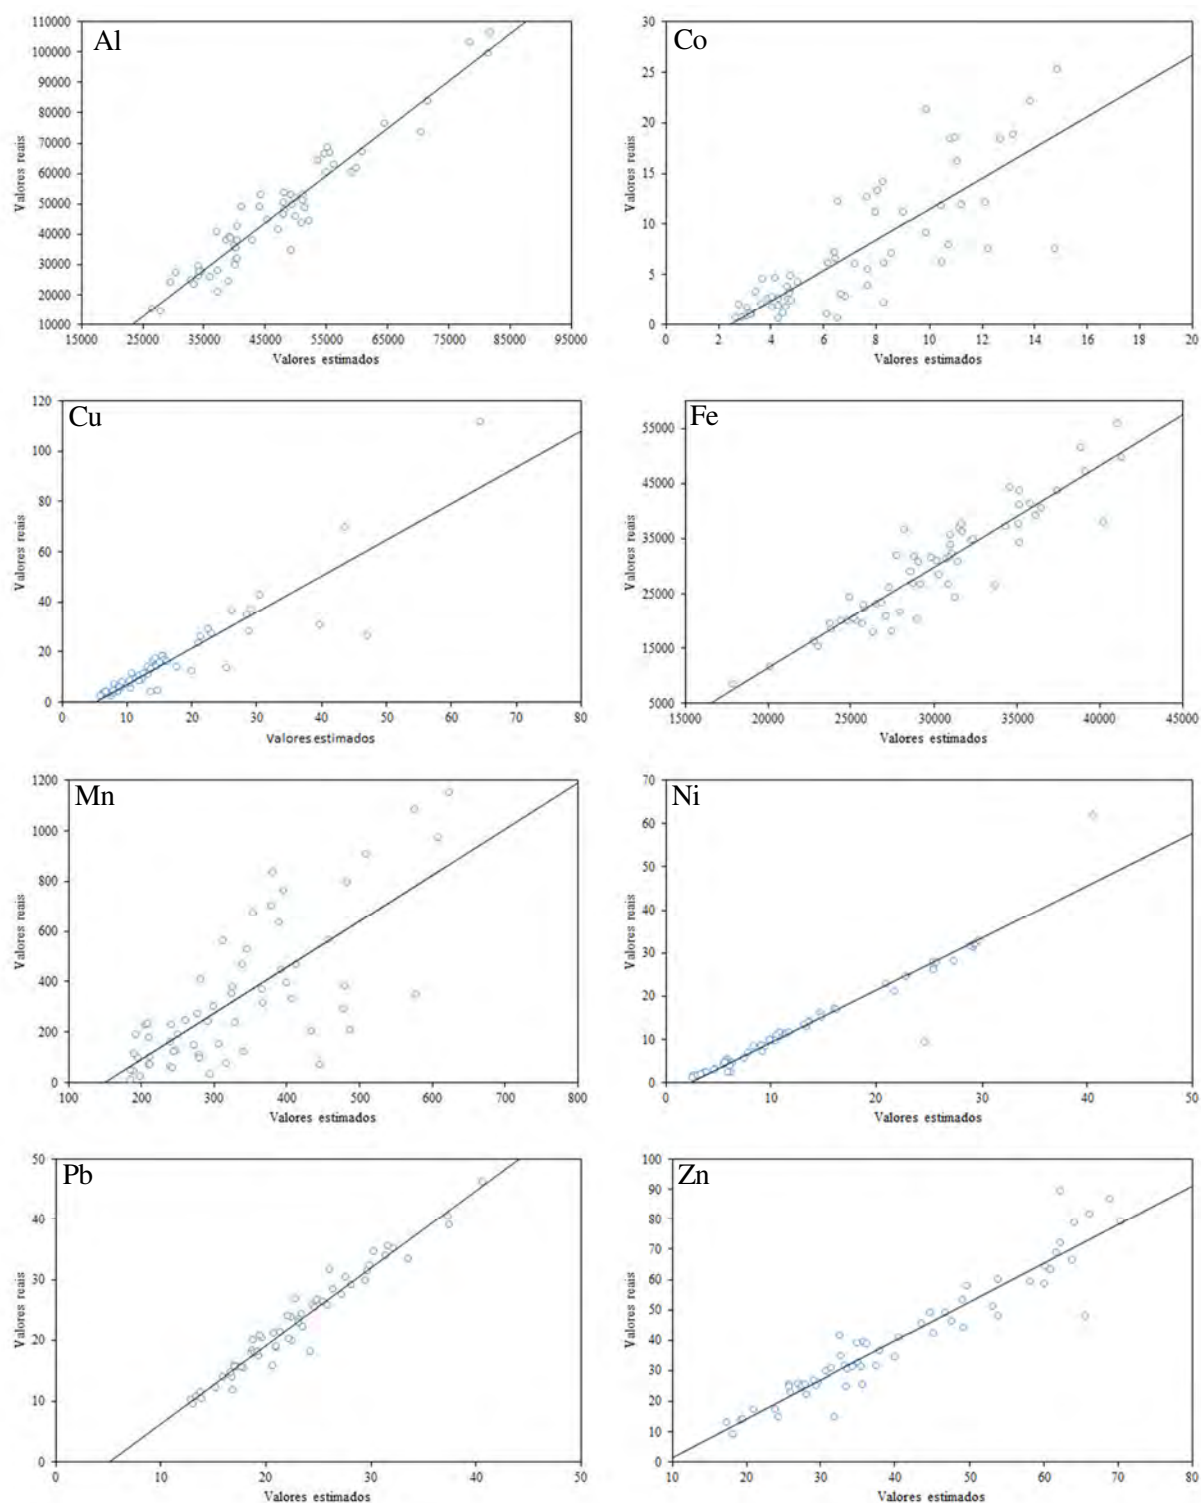 Al
110000
100000
90000
80000
70000
60000
50000
40000
30000
20000
10000
Valores reais
15000 25000 35000 45000 55000 65000 75000 85000 95000
Valores estimados
Co
30
25
20
15
10
5
0
Valores reais
0 2 4 6 8 10 12 14 16 18 20
Valores estimados
Cu
120
100
80
60
40
20
0
Valores reais
0 10 20 30 40 50 60 70 80
Valores estimados
Fe
55000
45000
35000
25000
15000
5000
Valores reais
15000 20000 25000 30000 35000 40000 45000
Valores estimados
Mn
1200
1000
800
600
400
200
0
Valores reais
100 200 300 400 500 600 700 800
Valores estimados
Ni
70
60
50
40
30
20
10
0
Valores reais
0 10 20 30 40 50
Valores estimados
Pb
50
40
30
20
10
0
Valores reais
0 10 20 30 40 50
Valores estimados
Zn
100
90
80
70
60
50
40
30
20
10
0
Valores reais
10 20 30 40 50 60 70 80
Valores estimados